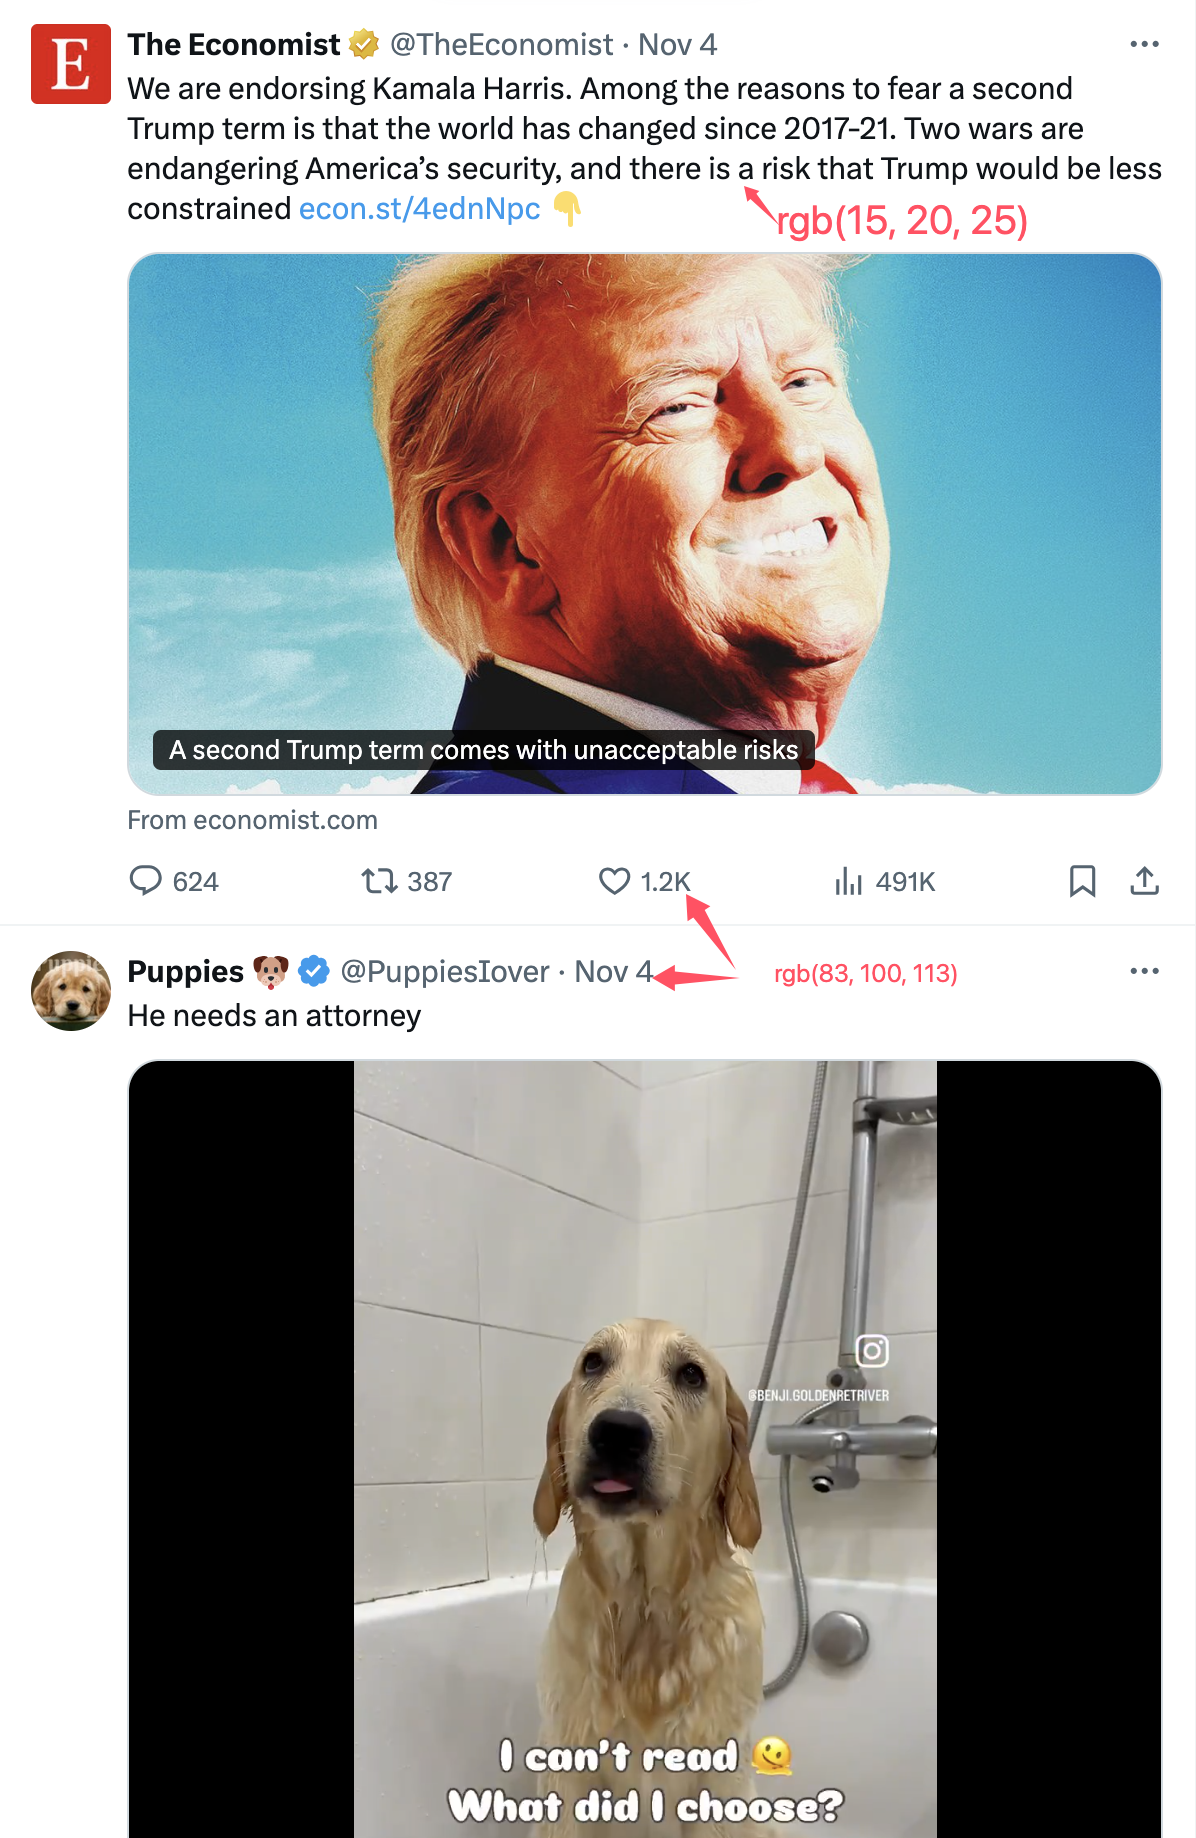 E
The Economist @TheEconomist · Nov 4
We are endorsing Kamala Harris. Among the reasons to fear a second
Trump term is that the world has changed since 2017-21. Two wars are
endangering America’s security, and there is a risk that Trump would be less
constrained econ.st/4ednNpc 👇
rgb(15, 20, 25)
A second Trump term comes with unacceptable risks
From economist.com
624 387 1.2K 491K
Puppies 🐶 @PuppiesIover · Nov 4
rgb(83, 100, 113)
He needs an attorney
@BENJI.GOLDENRETRIVER
I can't read 🫠
What did I choose?